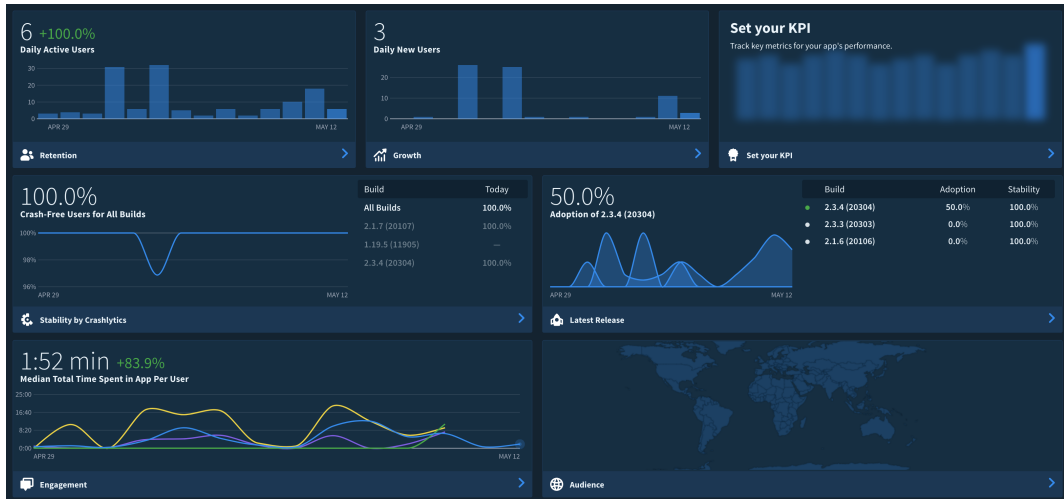 6 +100.0%
Daily Active Users
30
20
10
0
APR 29 MAY 12
Retention
3
Daily New Users
20
10
0
APR 29 MAY 12
Growth
Set your KPI
Track key metrics for your app's performance.
Set your KPI
100.0%
Crash-Free Users for All Builds
100%
98%
96%
APR 29 MAY 12
Build Today
All Builds 100.0%
2.1.7 (20107) 100.0%
1.19.5 (11905) —
2.3.4 (20304) 100.0%
Stability by Crashlytics
50.0%
Adoption of 2.3.4 (20304)
APR 29 MAY 12
Build Adoption Stability
2.3.4 (20304) 50.0% 100.0%
2.3.3 (20303) 0.0% 100.0%
2.1.6 (20106) 0.0% 100.0%
Latest Release
1:52 min +83.9%
Median Total Time Spent in App Per User
25:00
16:40
8:20
0:00
APR 29 MAY 12
Engagement
Audience